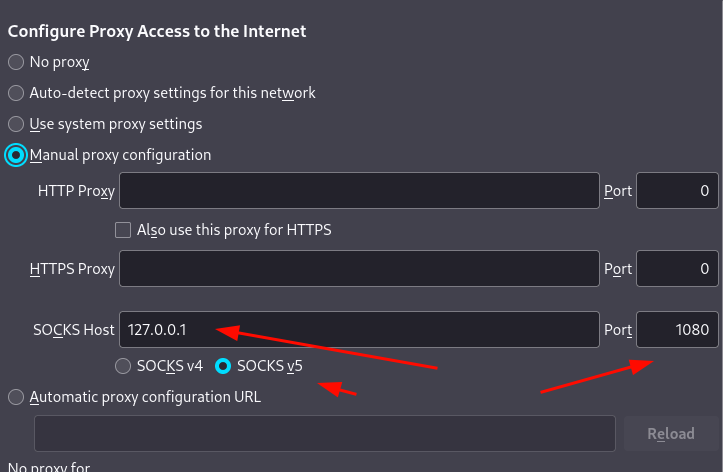 Configure Proxy Access to the Internet
No proxy
Auto-detect proxy settings for this network
Use system proxy settings
Manual proxy configuration
HTTP Proxy Port 0
Also use this proxy for HTTPS
HTTPS Proxy Port 0
SOCKS Host 127.0.0.1 Port 1080
SOCKS v4 SOCKS v5
Automatic proxy configuration URL
Reload
No proxy for